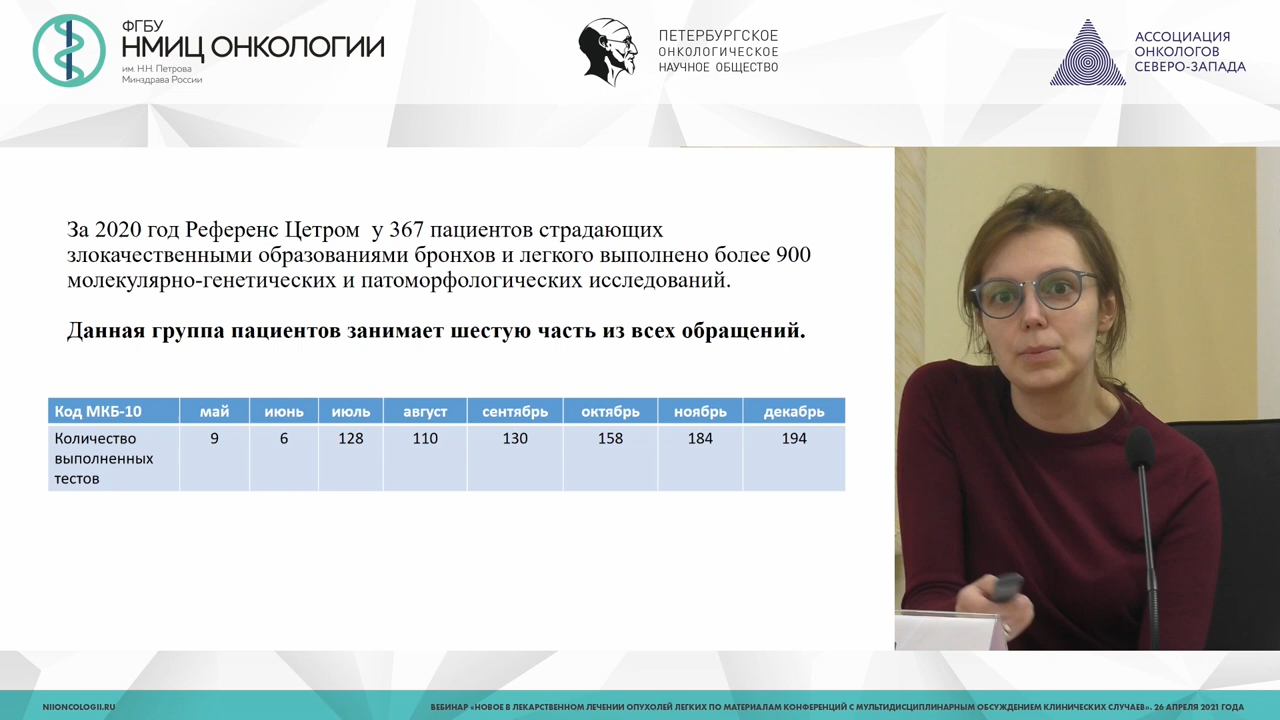 ФГБУ
НМИЦ ОНКОЛОГИИ
им. Н.Н. Петрова
Минздрава России
ПЕТЕРБУРГСКОЕ
ОНКОЛОГИЧЕСКОЕ
НАУЧНОЕ ОБЩЕСТВО
АССОЦИАЦИЯ
ОНКОЛОГОВ
СЕВЕРО-ЗАПАДА
За 2020 год Референс Цетром у 367 пациентов страдающих
злокачественными образованиями бронхов и легкого выполнено более 900
молекулярно-генетических и патоморфологических исследований.
Данная группа пациентов занимает шестую часть из всех обращений.
Код МКБ-10 май июнь июль август сентябрь октябрь ноябрь декабрь
Количество 9 6 128 110 130 158 184 194
выполненных
тестов
NIIONCOLOGII.RU
ВЕБИНАР «НОВОЕ В ЛЕКАРСТВЕННОМ ЛЕЧЕНИИ ОПУХОЛЕЙ ЛЕГКИХ ПО МАТЕРИАЛАМ КОНФЕРЕНЦИЙ С МУЛЬТИДИСЦИПЛИНАРНЫМ ОБСУЖДЕНИЕМ КЛИНИЧЕСКИХ СЛУЧАЕВ». 26 АПРЕЛЯ 2021 ГОДА